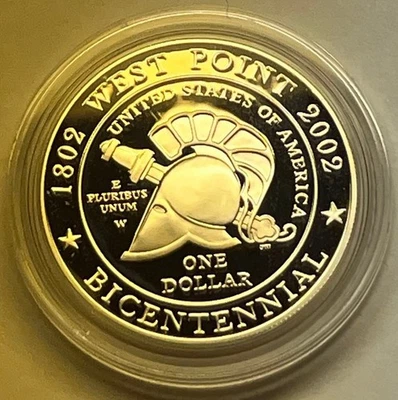 1802 WEST POINT 2002
UNITED STATES OF AMERICA
E
PLURIBUS
UNUM
W
ONE
DOLLAR
★ BICENTENNIAL ★